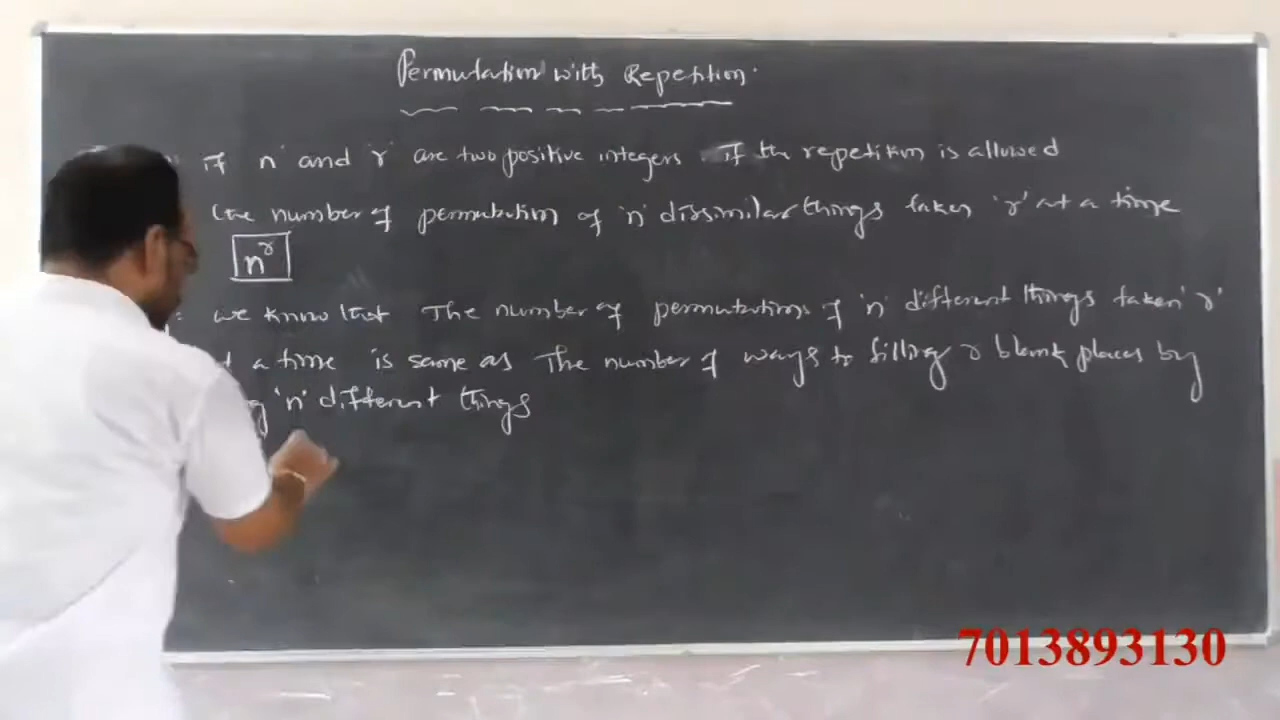 Permutation with Repetition.
if 'n' and 'r' are two positive integers. If the repetition is allowed
the number of permutation of 'n' dissimilar things taken 'r' at a time
n^r
we know that The number of permutations of 'n' different things taken 'r'
at a time is same as The number of ways to filling r blank places by
'n' different things
7013893130